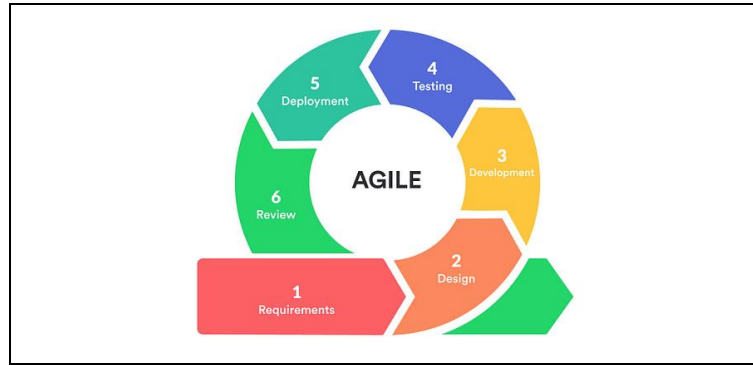 AGILE
1
Requirements
2
Design
3
Development
4
Testing
5
Deployment
6
Review